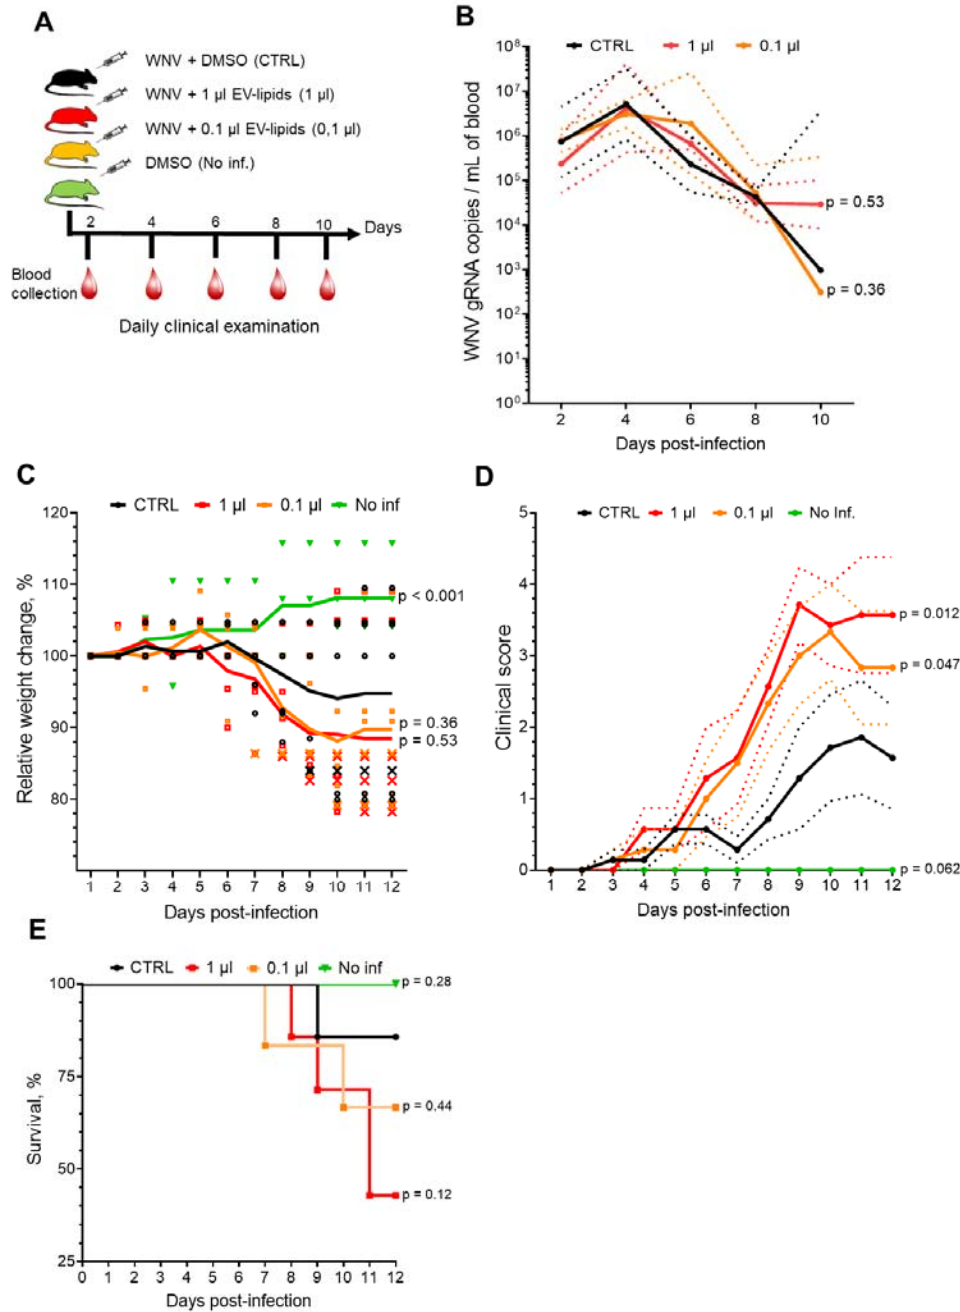 A
WNV + DMSO (CTRL)
WNV + 1 µl EV-lipids (1 µl)
WNV + 0.1 µl EV-lipids (0,1 µl)
DMSO (No inf.)
2 4 6 8 10 Days
Blood
collection
Daily clinical examination
B
CTRL 1 µl 0.1 µl
WNV gRNA copies / mL of blood
10⁸
10⁷
10⁶
10⁵
10⁴
10³
10²
10¹
10⁰
p = 0.53
p = 0.36
2 4 6 8 10
Days post-infection
C
CTRL 1 µl 0.1 µl No inf
Relative weight change, %
120
110
100
90
80
p < 0.001
p = 0.36
p = 0.53
1 2 3 4 5 6 7 8 9 10 11 12
Days post-infection
D
CTRL 1 µl 0.1 µl No Inf.
Clinical score
5
4
3
2
1
0
p = 0.012
p = 0.047
p = 0.062
1 2 3 4 5 6 7 8 9 10 11 12
Days post-infection
E
CTRL 1 µl 0.1 µl No inf
Survival, %
100
75
50
25
p = 0.28
p = 0.44
p = 0.12
0 1 2 3 4 5 6 7 8 9 10 11 12
Days post-infection